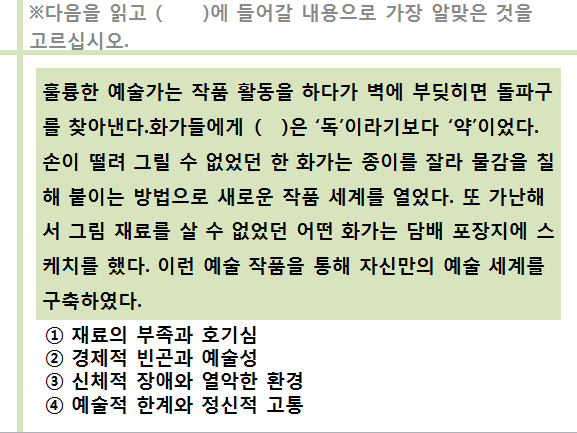 ※다음을 읽고 (      )에 들어갈 내용으로 가장 알맞은 것을
고르십시오.
훌륭한 예술가는 작품 활동을 하다가 벽에 부딪히면 돌파구
를 찾아낸다.화가들에게 (   )은 ‘독’이라기보다 ‘약’이었다.
손이 떨려 그릴 수 없었던 한 화가는 종이를 잘라 물감을 칠
해 붙이는 방법으로 새로운 작품 세계를 열었다. 또 가난해
서 그림 재료를 살 수 없었던 어떤 화가는 담배 포장지에 스
케치를 했다. 이런 예술 작품을 통해 자신만의 예술 세계를
구축하였다.
① 재료의 부족과 호기심
② 경제적 빈곤과 예술성
③ 신체적 장애와 열악한 환경
④ 예술적 한계와 정신적 고통